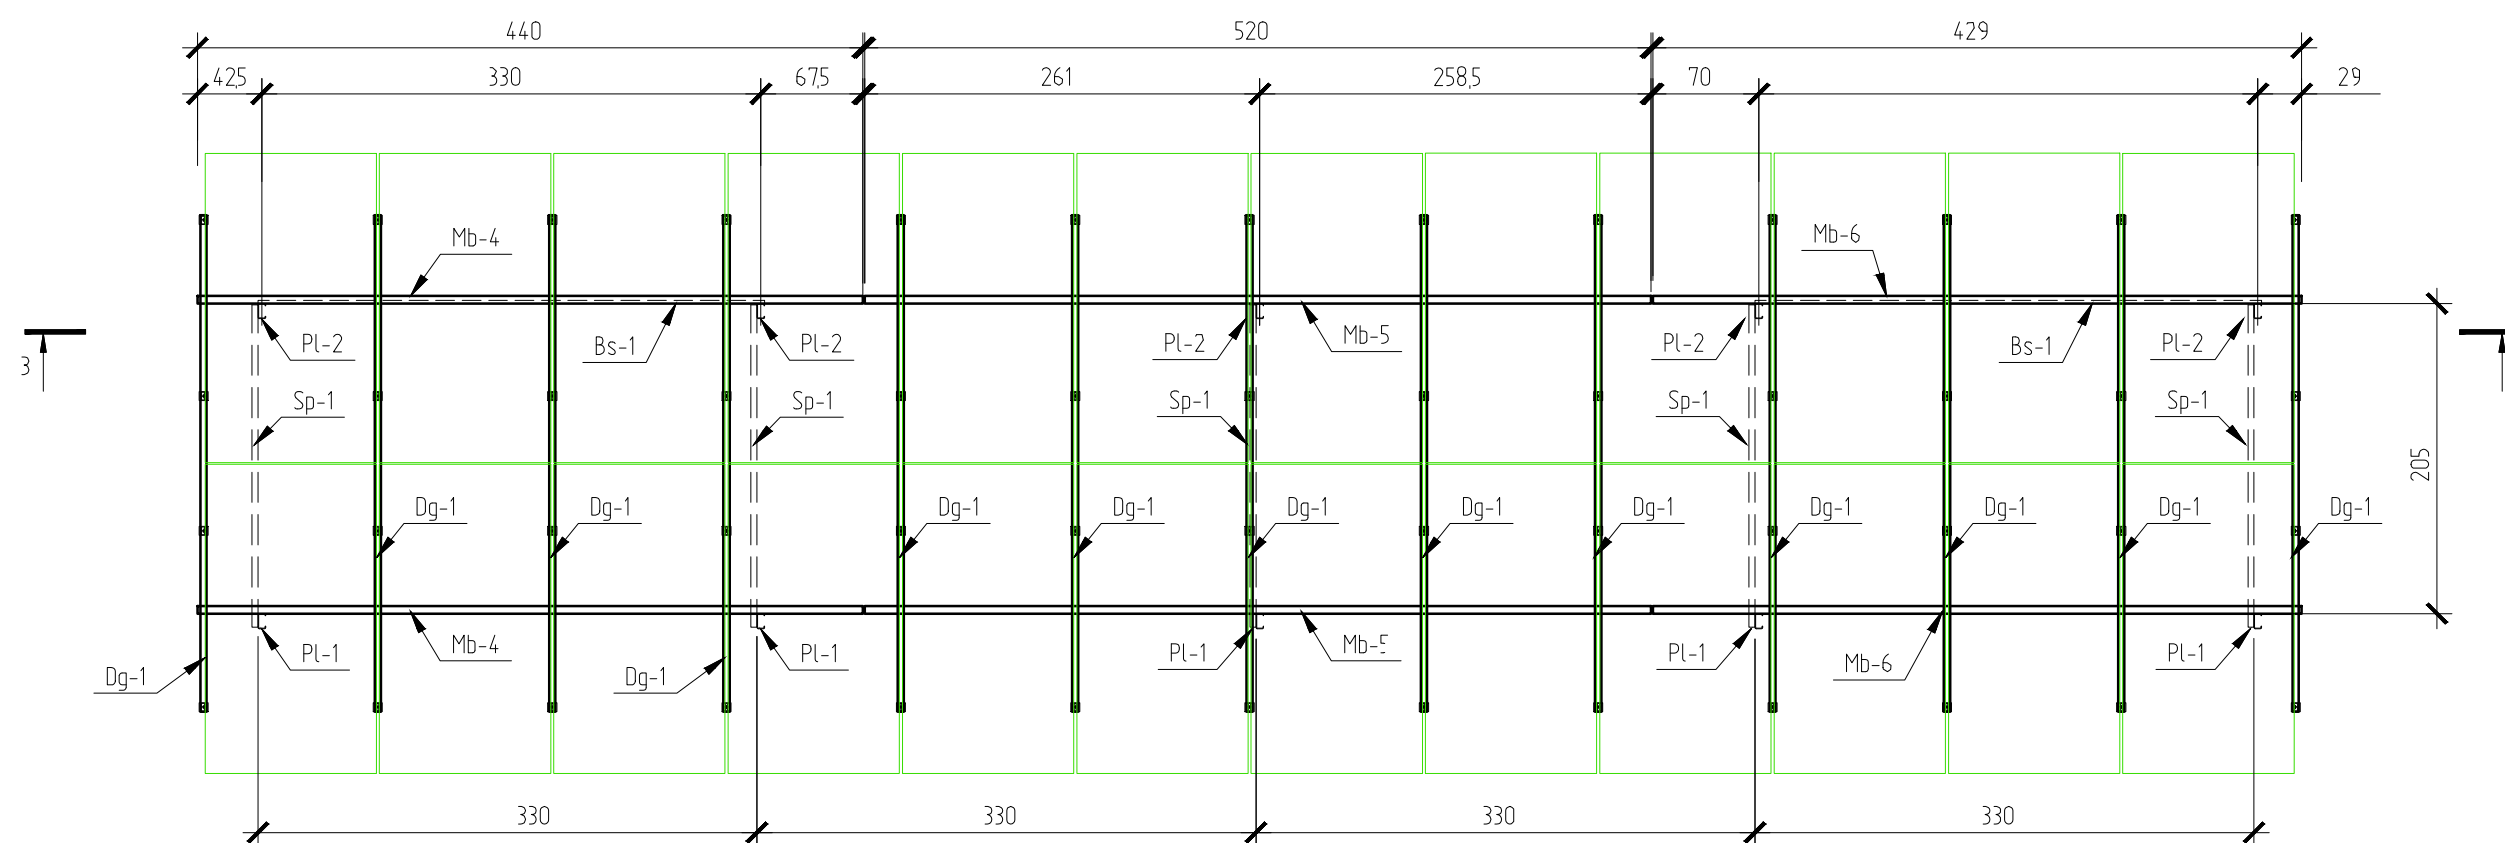 440 520 429
42,5 330 67,5 261 258,5 70 29
Mb-4 Mb-6
Pl-2 Bs-1 Pl-2 Pl-2 Mb-5 Pl-2 Bs-1 Pl-2
3
Sp-1 Sp-1 Sp-1 Sp-1 Sp-1
205
Dg-1 Dg-1 Dg-1 Dg-1 Dg-1 Dg-1 Dg-1 Dg-1 Dg-1 Dg-1 Dg-1
Pl-1 Mb-4 Pl-1 Pl-1 Mb-5 Pl-1 Mb-6 Pl-1
Dg-1 Dg-1
330 330 330 330